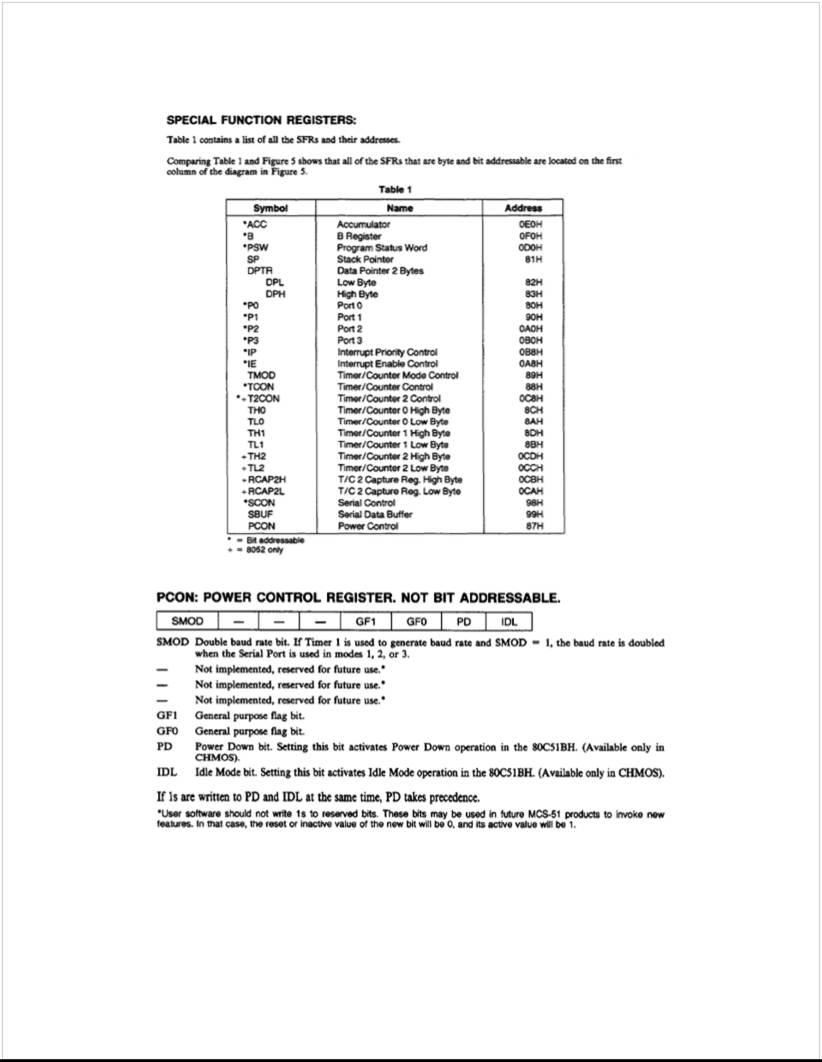 SPECIAL FUNCTION REGISTERS:
Table 1 contains a list of all the SFRs and their addresses.
Comparing Table 1 and Figure 5 shows that all of the SFRs that are byte and bit addressable are located on the first
column of the diagram in Figure 5.
Table 1
Symbol Name Address
*ACC Accumulator 0E0H
*B B Register 0F0H
*PSW Program Status Word 0D0H
SP Stack Pointer 81H
DPTR Data Pointer 2 Bytes
DPL Low Byte 82H
DPH High Byte 83H
*P0 Port 0 80H
*P1 Port 1 90H
*P2 Port 2 0A0H
*P3 Port 3 0B0H
*IP Interrupt Priority Control 0B8H
*IE Interrupt Enable Control 0A8H
TMOD Timer/Counter Mode Control 89H
*TCON Timer/Counter Control 88H
*+T2CON Timer/Counter 2 Control 0C8H
TH0 Timer/Counter 0 High Byte 8CH
TL0 Timer/Counter 0 Low Byte 8AH
TH1 Timer/Counter 1 High Byte 8DH
TL1 Timer/Counter 1 Low Byte 8BH
+TH2 Timer/Counter 2 High Byte 0CDH
+TL2 Timer/Counter 2 Low Byte 0CCH
+RCAP2H T/C 2 Capture Reg. High Byte 0CBH
+RCAP2L T/C 2 Capture Reg. Low Byte 0CAH
*SCON Serial Control 98H
SBUF Serial Data Buffer 99H
PCON Power Control 87H
* = Bit addressable
+ = 8052 only
PCON: POWER CONTROL REGISTER. NOT BIT ADDRESSABLE.
SMOD — — — GF1 GF0 PD IDL
SMOD Double baud rate bit. If Timer 1 is used to generate baud rate and SMOD = 1, the baud rate is doubled
when the Serial Port is used in modes 1, 2, or 3.
— Not implemented, reserved for future use.*
— Not implemented, reserved for future use.*
— Not implemented, reserved for future use.*
GF1 General purpose flag bit.
GF0 General purpose flag bit.
PD Power Down bit. Setting this bit activates Power Down operation in the 80C51BH. (Available only in
CHMOS).
IDL Idle Mode bit. Setting this bit activates Idle Mode operation in the 80C51BH. (Available only in CHMOS).
If 1s are written to PD and IDL at the same time, PD takes precedence.
*User software should not write 1s to reserved bits. These bits may be used in future MCS-51 products to invoke new
features. In that case, the reset or inactive value of the new bit will be 0, and its active value will be 1.